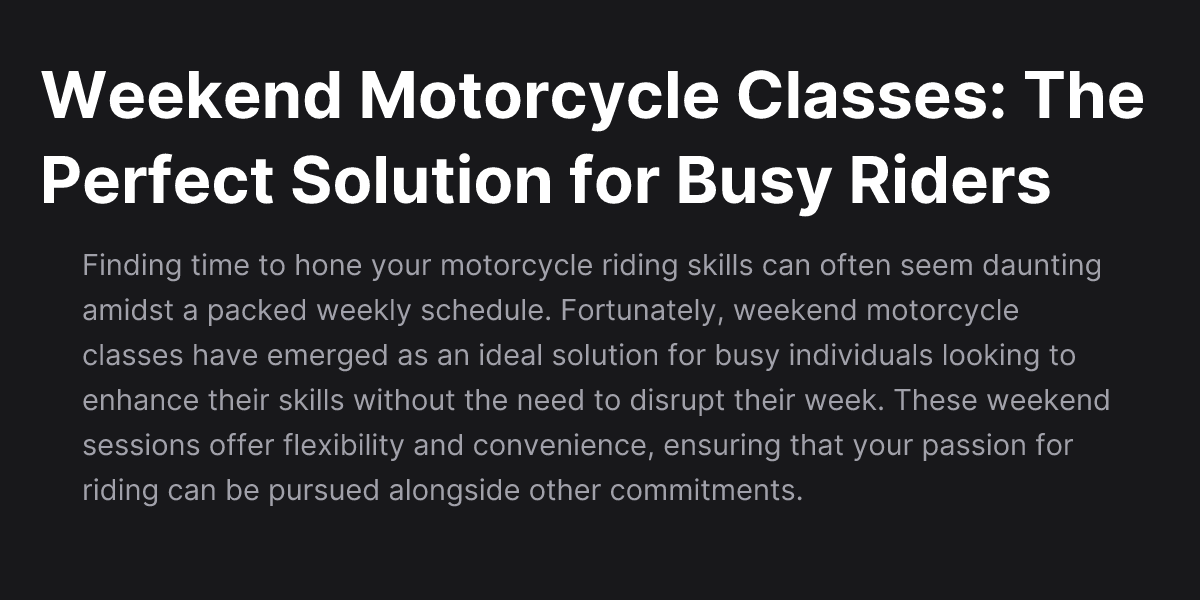 Weekend Motorcycle Classes: The
Perfect Solution for Busy Riders
Finding time to hone your motorcycle riding skills can often seem daunting
amidst a packed weekly schedule. Fortunately, weekend motorcycle
classes have emerged as an ideal solution for busy individuals looking to
enhance their skills without the need to disrupt their week. These weekend
sessions offer flexibility and convenience, ensuring that your passion for
riding can be pursued alongside other commitments.